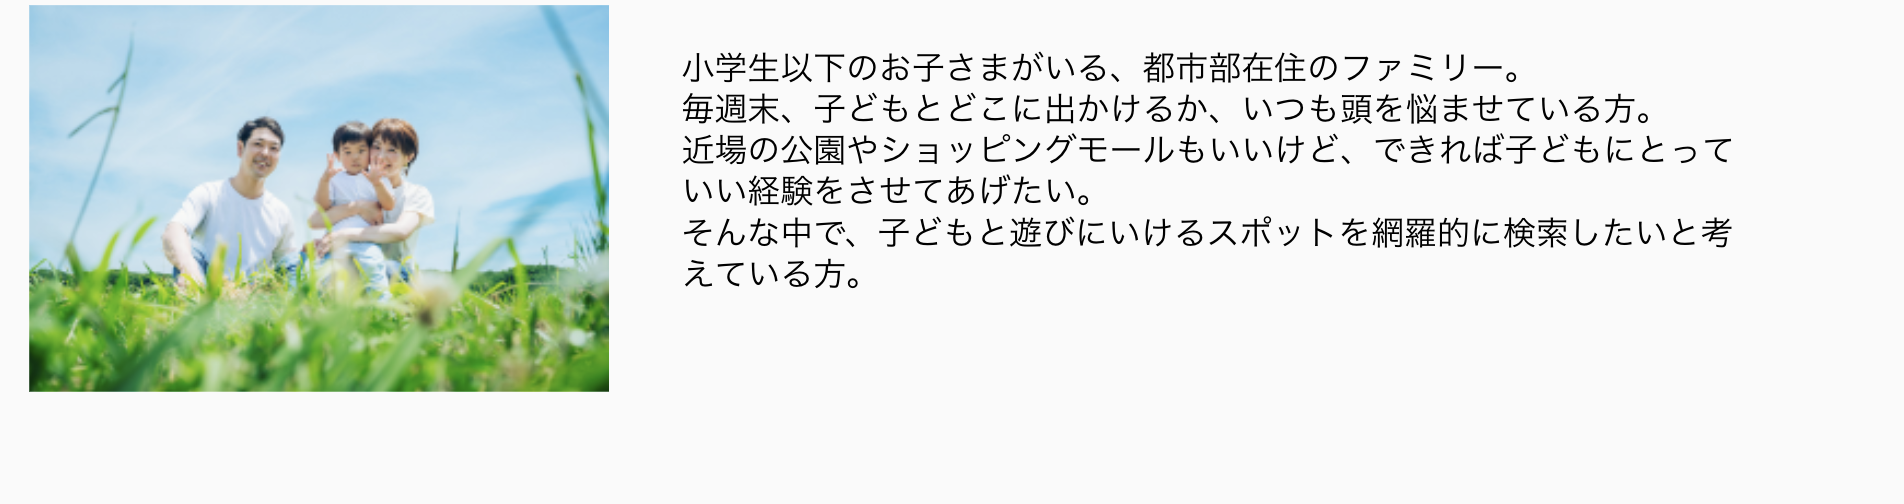 小学生以下のお子さまがいる、都市部在住のファミリー。
毎週末、子どもとどこに出かけるか、いつも頭を悩ませている方。
近場の公園やショッピングモールもいいけど、できれば子どもにとって
いい経験をさせてあげたい。
そんな中で、子どもと遊びにいけるスポットを網羅的に検索したいと考
えている方。